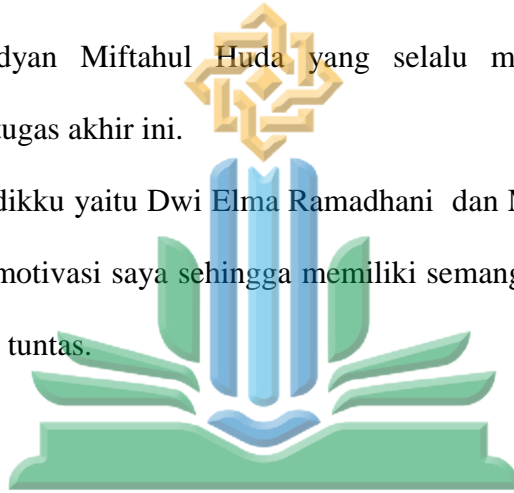 dyan Miftahul Huda yang selalu m
tugas akhir ini.
dikku yaitu Dwi Elma Ramadhani dan M
motivasi saya sehingga memiliki semang
tuntas.